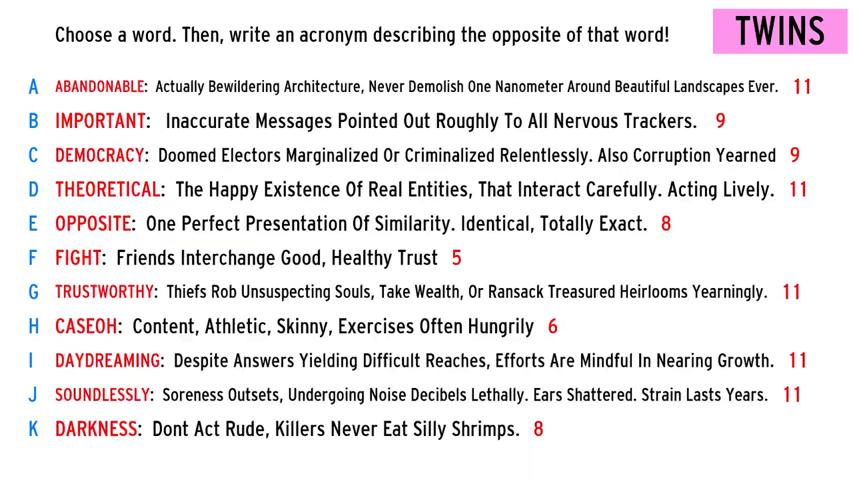 Choose a word. Then, write an acronym describing the opposite of that word!
TWINS
A ABANDONABLE: Actually Bewildering Architecture, Never Demolish One Nanometer Around Beautiful Landscapes Ever. 11
B IMPORTANT: Inaccurate Messages Pointed Out Roughly To All Nervous Trackers. 9
C DEMOCRACY: Doomed Electors Marginalized Or Criminalized Relentlessly. Also Corruption Yearned 9
D THEORETICAL: The Happy Existence Of Real Entities, That Interact Carefully. Acting Lively. 11
E OPPOSITE: One Perfect Presentation Of Similarity. Identical, Totally Exact. 8
F FIGHT: Friends Interchange Good, Healthy Trust 5
G TRUSTWORTHY: Thiefs Rob Unsuspecting Souls, Take Wealth, Or Ransack Treasured Heirlooms Yearningly. 11
H CASEOH: Content, Athletic, Skinny, Exercises Often Hungrily 6
I DAYDREAMING: Despite Answers Yielding Difficult Reaches, Efforts Are Mindful In Nearing Growth. 11
J SOUNDLESSLY: Soreness Outsets, Undergoing Noise Decibels Lethally. Ears Shattered. Strain Lasts Years. 11
K DARKNESS: Dont Act Rude, Killers Never Eat Silly Shrimps. 8